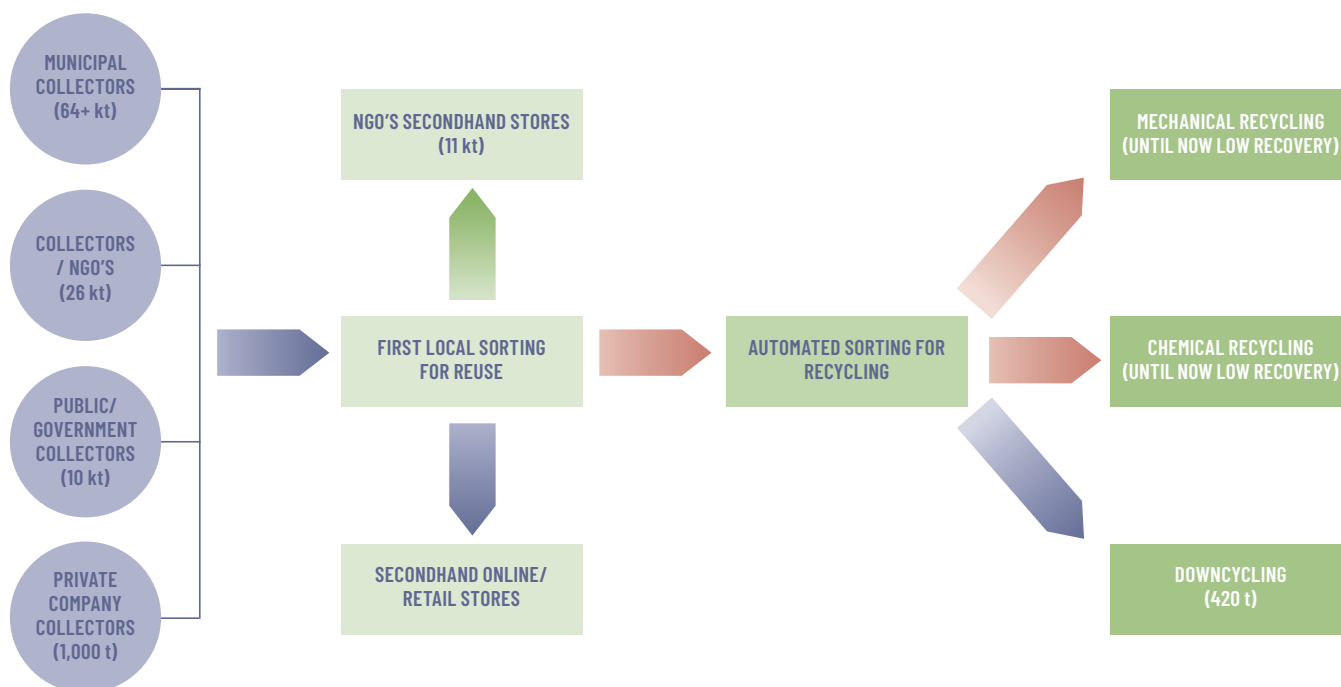 MUNICIPAL
COLLECTORS
(64+ kt)
COLLECTORS
/ NGO'S
(26 kt)
PUBLIC/
GOVERNMENT
COLLECTORS
(10 kt)
PRIVATE
COMPANY
COLLECTORS
(1,000 t)
NGO'S SECONDHAND STORES
(11 kt)
FIRST LOCAL SORTING
FOR REUSE
SECONDHAND ONLINE/
RETAIL STORES
AUTOMATED SORTING FOR
RECYCLING
MECHANICAL RECYCLING
(UNTIL NOW LOW RECOVERY)
CHEMICAL RECYCLING
(UNTIL NOW LOW RECOVERY)
DOWNCYCLING
(420 t)